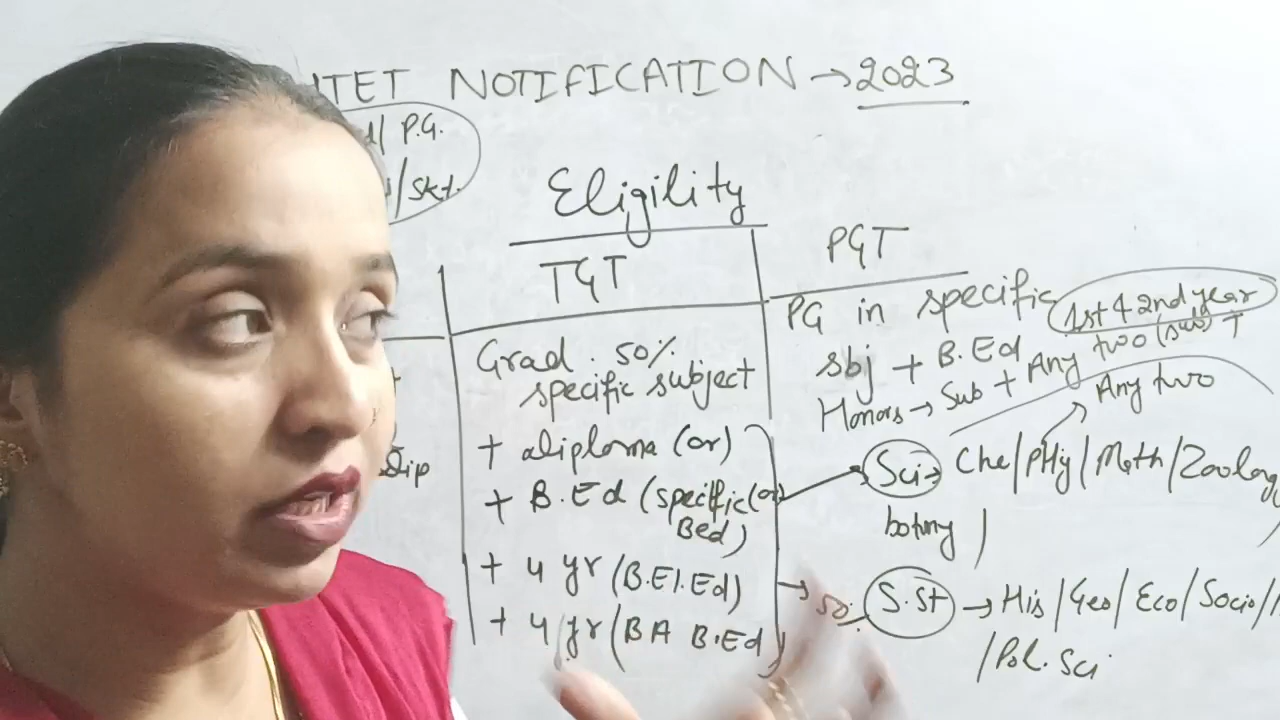 TET NOTIFICATION → 2023
/ P.G.
/Skt.
Eligility
TGT
PGT
Grad. 50%
specific subject
+ diploma (or)
+ B.Ed (specific (or)
Bed)
+ 4 yr (B.El.Ed)
+ 4 yr (BA B.Ed)
Dip
PG in specific
sbj + B.Ed
1st & 2nd year
Honors → Sub + Any two (sub)
Any two
Sci → Che/PHy/Math/Zoology
botany /
50% S.St → His/Geo/Eco/Socio/
/Pol. Sci